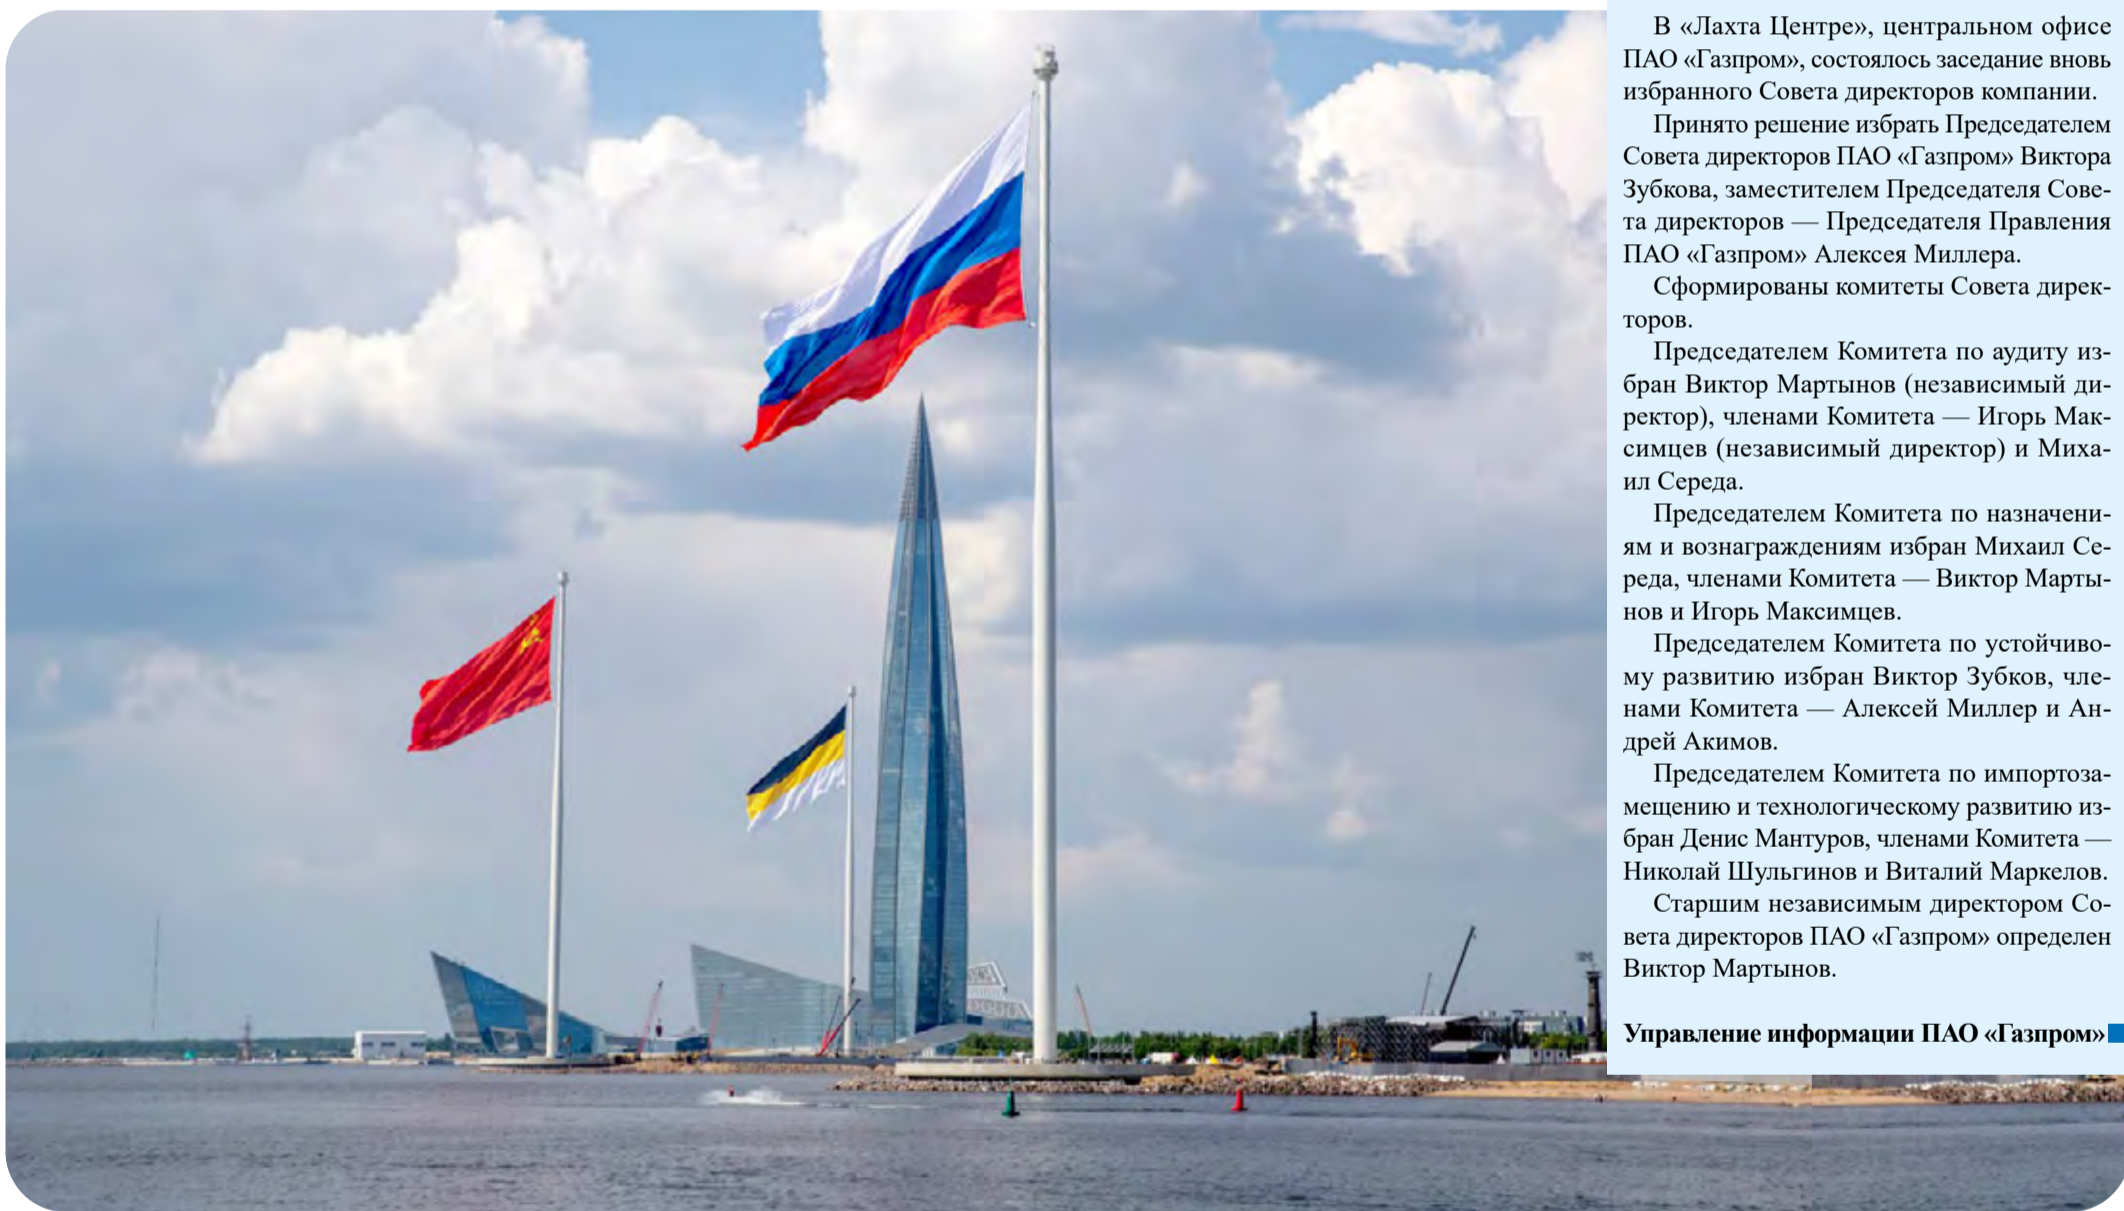 В «Лахта Центре», центральном офисе
ПАО «Газпром», состоялось заседание вновь
избранного Совета директоров компании.
Принято решение избрать Председателем
Совета директоров ПАО «Газпром» Виктора
Зубкова, заместителем Председателя Сове-
та директоров — Председателя Правления
ПАО «Газпром» Алексея Миллера.
Сформированы комитеты Совета дирек-
торов.
Председателем Комитета по аудиту из-
бран Виктор Мартынов (независимый ди-
ректор), членами Комитета — Игорь Мак-
симцев (независимый директор) и Миха-
ил Середа.
Председателем Комитета по назначени-
ям и вознаграждениям избран Михаил Се-
реда, членами Комитета — Виктор Марты-
нов и Игорь Максимцев.
Председателем Комитета по устойчиво-
му развитию избран Виктор Зубков, чле-
нами Комитета — Алексей Миллер и Ан-
дрей Акимов.
Председателем Комитета по импортоза-
мещению и технологическому развитию из-
бран Денис Мантуров, членами Комитета —
Николай Шульгинов и Виталий Маркелов.
Старшим независимым директором Со-
вета директоров ПАО «Газпром» определен
Виктор Мартынов.
Управление информации ПАО «Газпром»